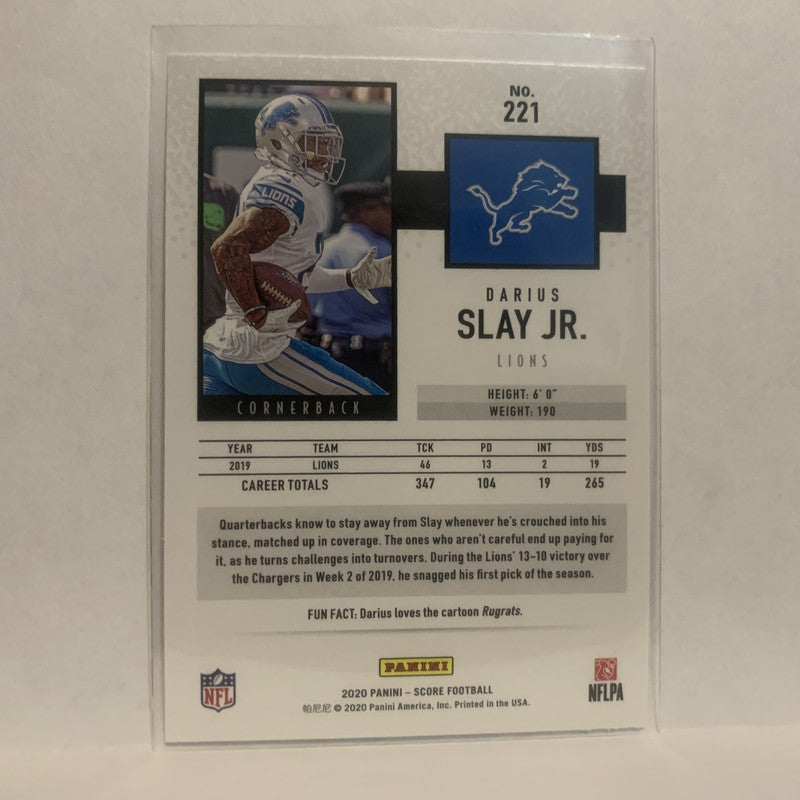 No.
221
LIONS
DARIUS
SLAY JR.
LIONS
CORNERBACK
HEIGHT: 6' 0"
WEIGHT: 190
YEAR TEAM TCK PD INT YDS
2019 LIONS 46 13 2 19
CAREER TOTALS 347 104 19 265
Quarterbacks know to stay away from Slay whenever he's crouched into his
stance, matched up in coverage. The ones who aren't careful end up paying for
it, as he turns challenges into turnovers. During the Lions' 13-10 victory over
the Chargers in Week 2 of 2019, he snagged his first pick of the season.
FUN FACT: Darius loves the cartoon Rugrats.
PANINI
NFL
2020 PANINI – SCORE FOOTBALL
NFLPA
帕尼尼 © 2020 Panini America, Inc. Printed in the USA.